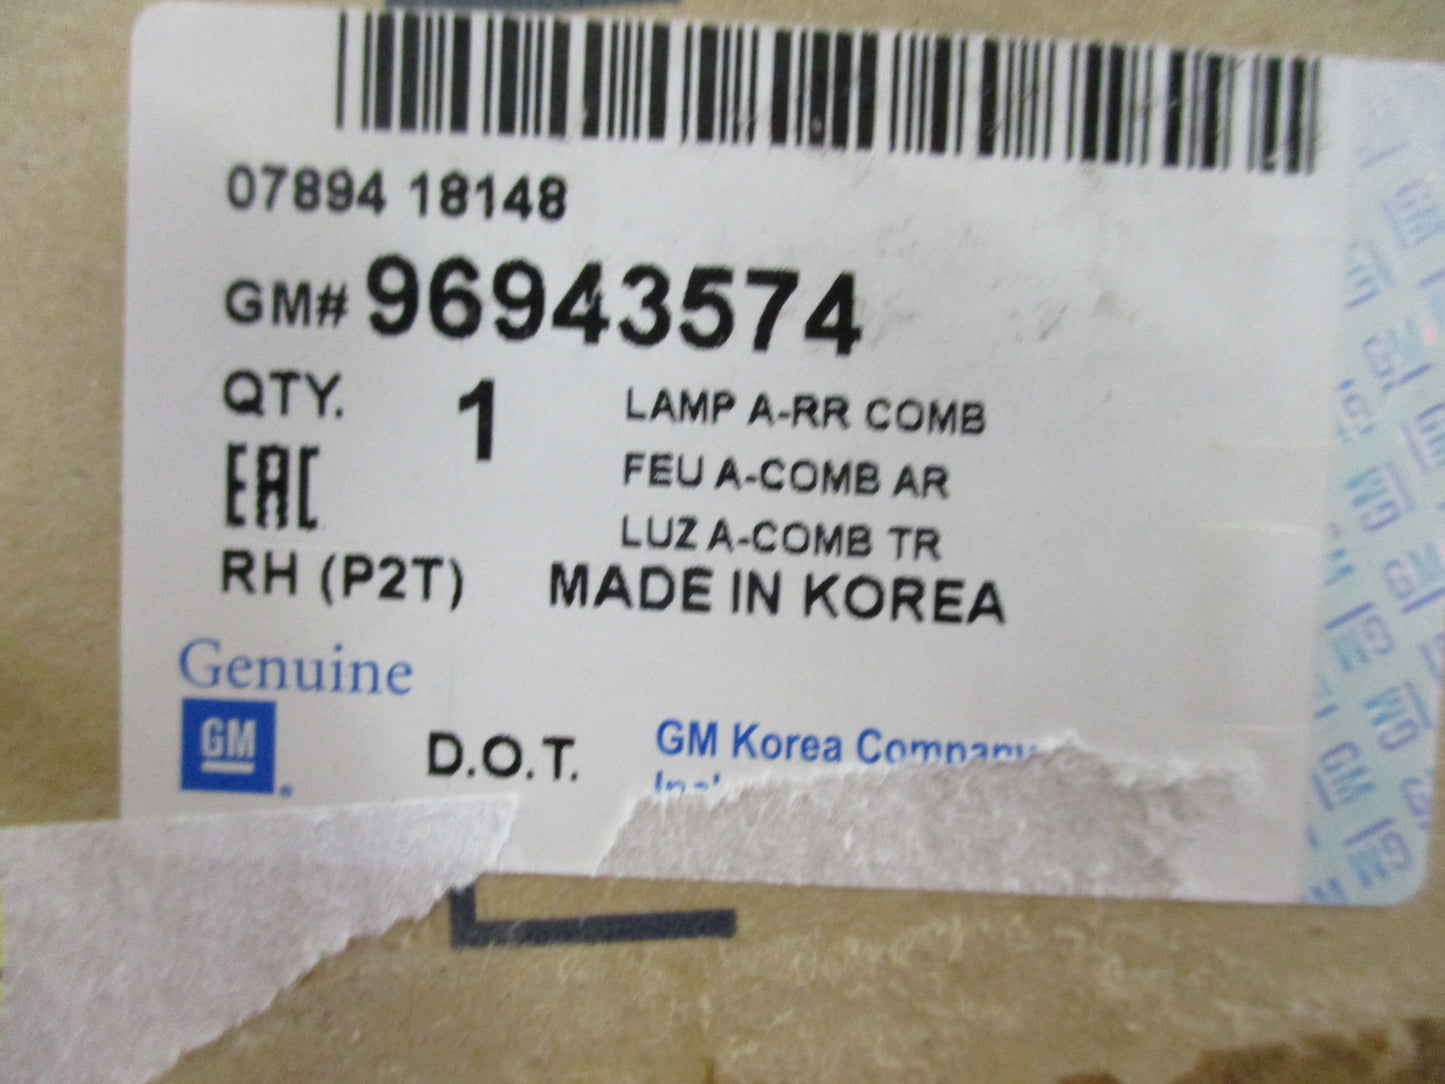 07894 18148
GM# 96943574
QTY. 1
LAMP A-RR COMB
FEU A-COMB AR
LUZ A-COMB TR
EAC
RH (P2T) MADE IN KOREA
Genuine
GM
D.O.T.
GM Korea Company